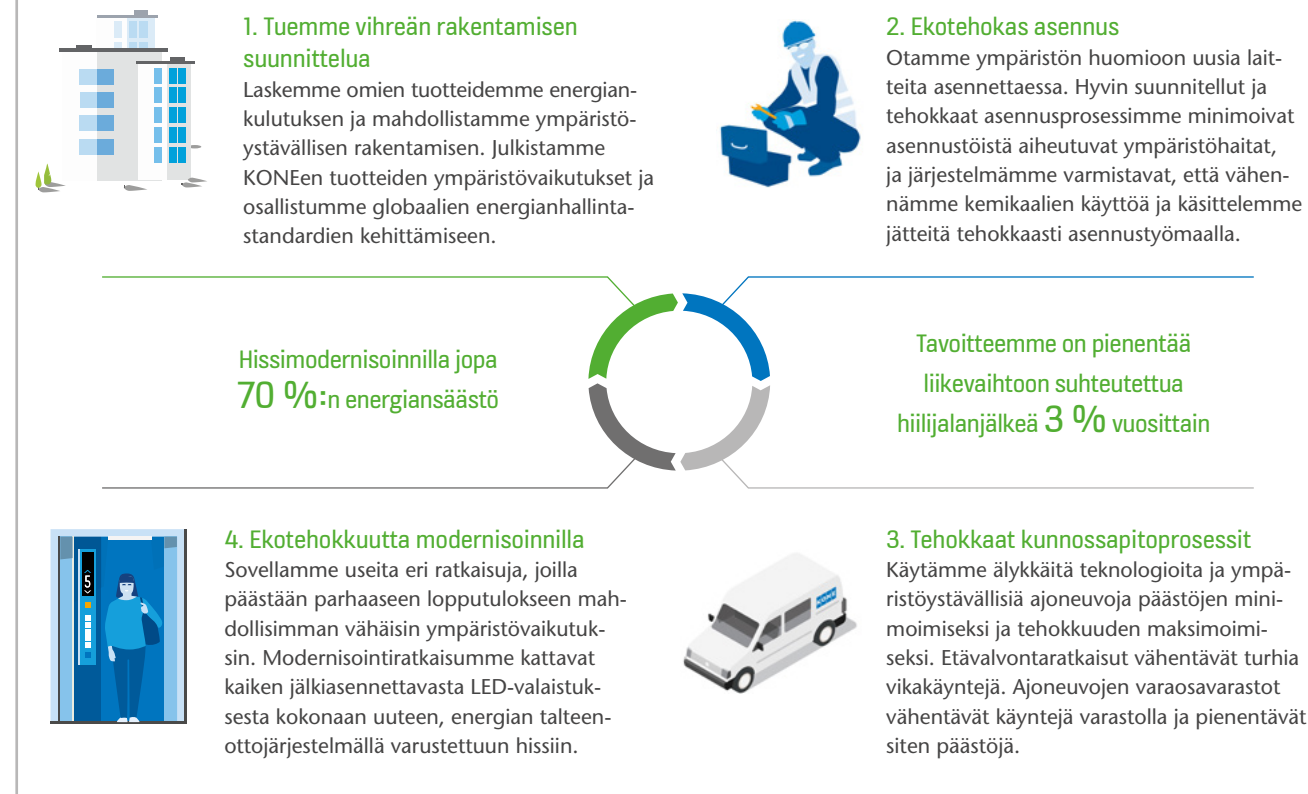 1. Tuemme vihreän rakentamisen
suunnittelua
Laskemme omien tuotteidemme energian-
kulutuksen ja mahdollistamme ympäristö-
ystävällisen rakentamisen. Julkistamme
KONEen tuotteiden ympäristövaikutukset ja
osallistumme globaalien energianhallinta-
standardien kehittämiseen.
2. Ekotehokas asennus
Otamme ympäristön huomioon uusia lait-
teita asennettaessa. Hyvin suunnitellut ja
tehokkaat asennusprosessimme minimoivat
asennustöistä aiheutuvat ympäristöhaitat,
ja järjestelmämme varmistavat, että vähen-
nämme kemikaalien käyttöä ja käsittelemme
jätteitä tehokkaasti asennustyömaalla.
Hissimodernisoinnilla jopa
70 %:n energiansäästö
Tavoitteemme on pienentää
liikevaihtoon suhteutettua
hiilijalanjälkeä 3 % vuosittain
4. Ekotehokkuutta modernisoinnilla
Sovellamme useita eri ratkaisuja, joilla
päästään parhaaseen lopputulokseen mah-
dollisimman vähäisin ympäristövaikutuk-
sin. Modernisointiratkaisumme kattavat
kaiken jälkiasennettavasta LED-valaistuk-
sesta kokonaan uuteen, energian talteen-
ottojärjestelmällä varustettuun hissiin.
5
3. Tehokkaat kunnossapitoprosessit
Käytämme älykkäitä teknologioita ja ympä-
ristöystävällisiä ajoneuvoja päästöjen mini-
moimiseksi ja tehokkuuden maksimoimi-
seksi. Etävalvontaratkaisut vähentävät turhia
vikakäyntejä. Ajoneuvojen varaosavarastot
vähentävät käyntejä varastolla ja pienentävät
siten päästöjä.
KONE